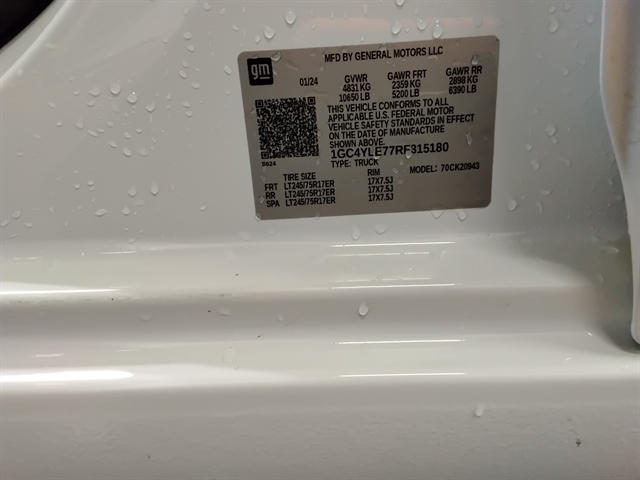 gm
MFD BY GENERAL MOTORS LLC
01/24 GVWR GAWR FRT GAWR RR
4831 KG 2359 KG 2898 KG
10650 LB 5200 LB 6390 LB
THIS VEHICLE CONFORMS TO ALL
APPLICABLE U.S. FEDERAL MOTOR
VEHICLE SAFETY STANDARDS IN EFFECT
ON THE DATE OF MANUFACTURE
1GC4YLE77RF315180
TYPE: TRUCK MODEL: 70CK20943
TIRE SIZE RIM
FRT LT245/75R17ER 17X7.5J
RR LT245/75R17ER 17X7.5J
SPA LT245/75R17ER 17X7.5J